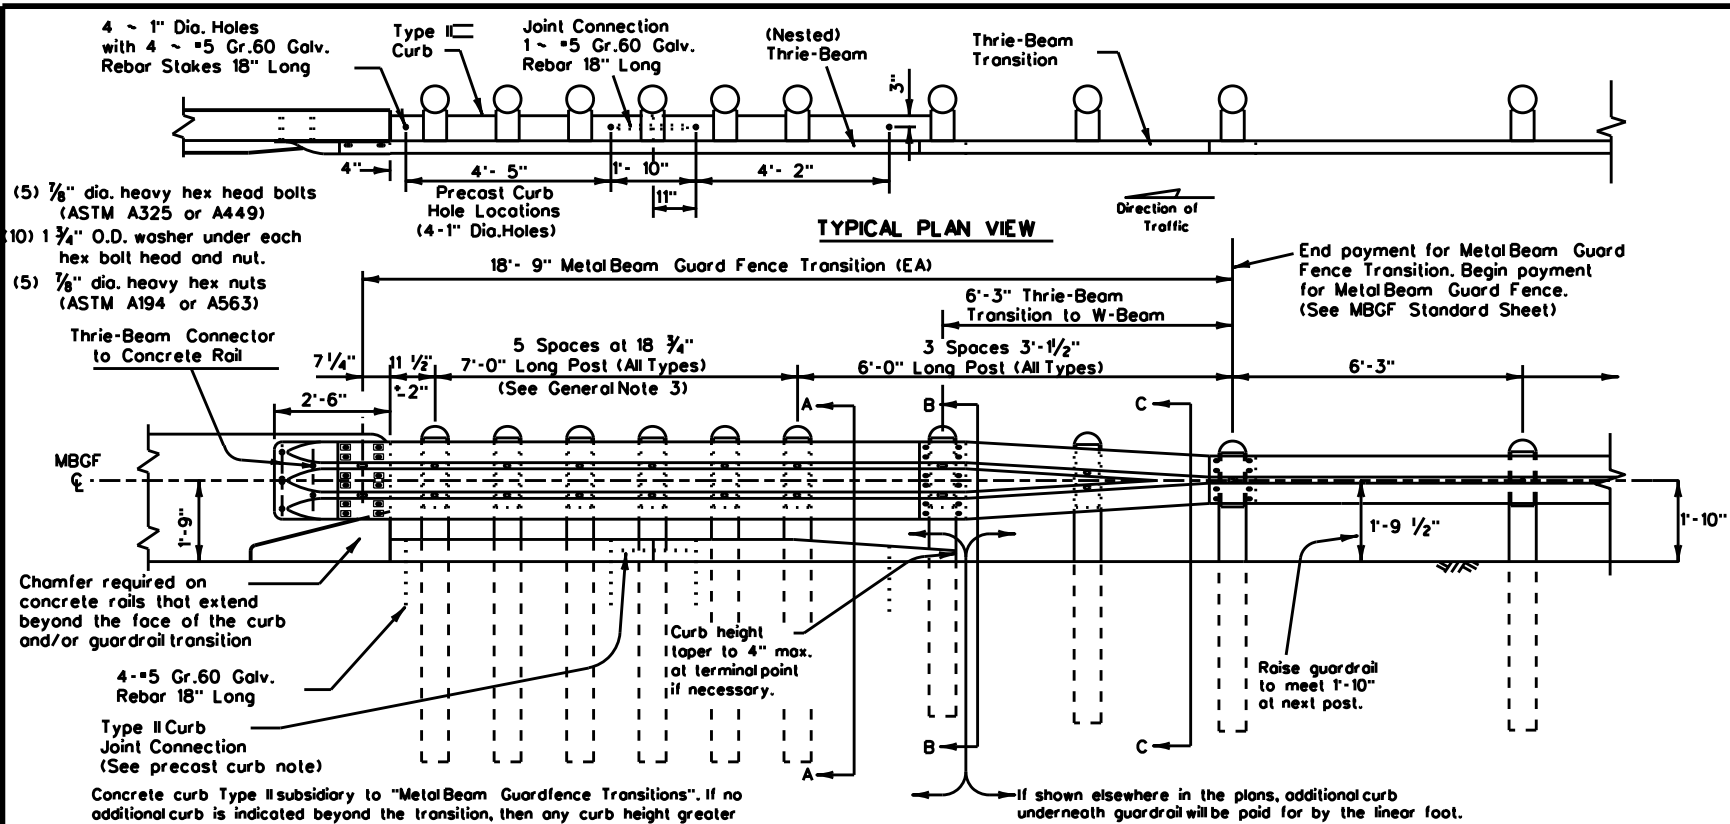 4 ~ 1" Dia. Holes
with 4 ~ #5 Gr.60 Galv.
Rebar Stakes 18" Long
Type II
Curb
Joint Connection
1 ~ #5 Gr.60 Galv.
Rebar 18" Long
(Nested)
Thrie-Beam
Thrie-Beam
Transition
3"
4"
4'- 5"
1'- 10"
4'- 2"
11"
Precast Curb
Hole Locations
(4-1" Dia.Holes)
Direction of
Traffic
TYPICAL PLAN VIEW
(5) 7/8" dia. heavy hex head bolts
(ASTM A325 or A449)
(10) 1 3/4" O.D. washer under each
hex bolt head and nut.
(5) 7/8" dia. heavy hex nuts
(ASTM A194 or A563)
18'- 9" Metal Beam Guard Fence Transition (EA)
End payment for Metal Beam Guard
Fence Transition. Begin payment
for Metal Beam Guard Fence.
(See MBGF Standard Sheet)
6'-3" Thrie-Beam
Transition to W-Beam
Thrie-Beam Connector
to Concrete Rail
7 1/4"
11 1/2"
+-2"
5 Spaces at 18 3/4"
7'-0" Long Post (All Types)
(See General Note 3)
3 Spaces 3'-1 1/2"
6'-0" Long Post (All Types)
6'-3"
2'-6"
A
B
C
MBGF
CL
1'-9"
1'-9 1/2"
1'-10"
Chamfer required on
concrete rails that extend
beyond the face of the curb
and/or guardrail transition
Curb height
taper to 4" max.
at terminal point
if necessary.
Raise guardrail
to meet 1'-10"
at next post.
4-#5 Gr.60 Galv.
Rebar 18" Long
Type II Curb
Joint Connection
(See precast curb note)
B
C
A
Concrete curb Type II subsidiary to "Metal Beam Guardfence Transitions". If no
additional curb is indicated beyond the transition, then any curb height greater
If shown elsewhere in the plans, additional curb
underneath guardrail will be paid for by the linear foot.